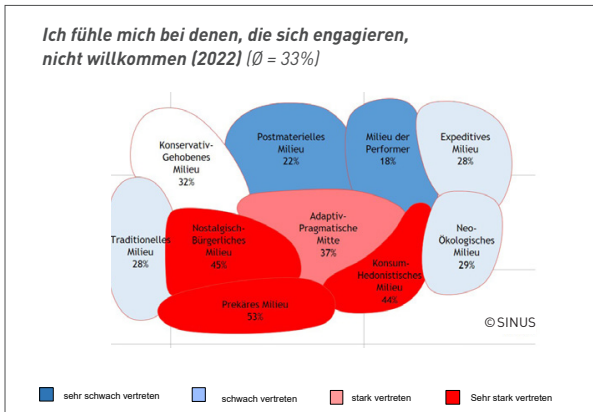 Ich fühle mich bei denen, die sich engagieren,
nicht willkommen (2022) (Ø = 33%)
Konservativ-
Gehobenes
Milieu
32%
Postmaterielles
Milieu
22%
Milieu der
Performer
18%
Expeditives
Milieu
28%
Traditionelles
Milieu
28%
Nostalgisch-
Bürgerliches
Milieu
45%
Adaptiv-
Pragmatische
Mitte
37%
Konsum-
Hedonistisches
Milieu
44%
Neo-
Ökologisches
Milieu
29%
Prekäres Milieu
53%
©SINUS
sehr schwach vertreten
schwach vertreten
stark vertreten
Sehr stark vertreten